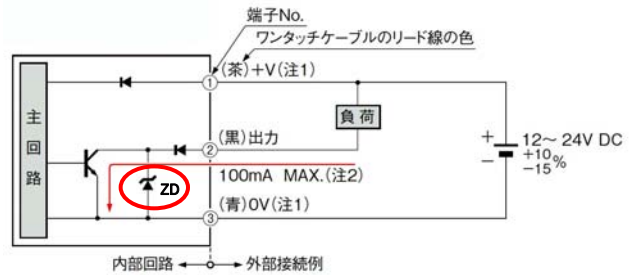 端子No.
ワンタッチケーブルのリード線の色
① (茶)+V(注1)
主回路
負荷
② (黒)出力
12~ 24V DC
+10
−15 %
+
−
100mA MAX.(注2)
ZD
③ (青)0V(注1)
内部回路
外部接続例